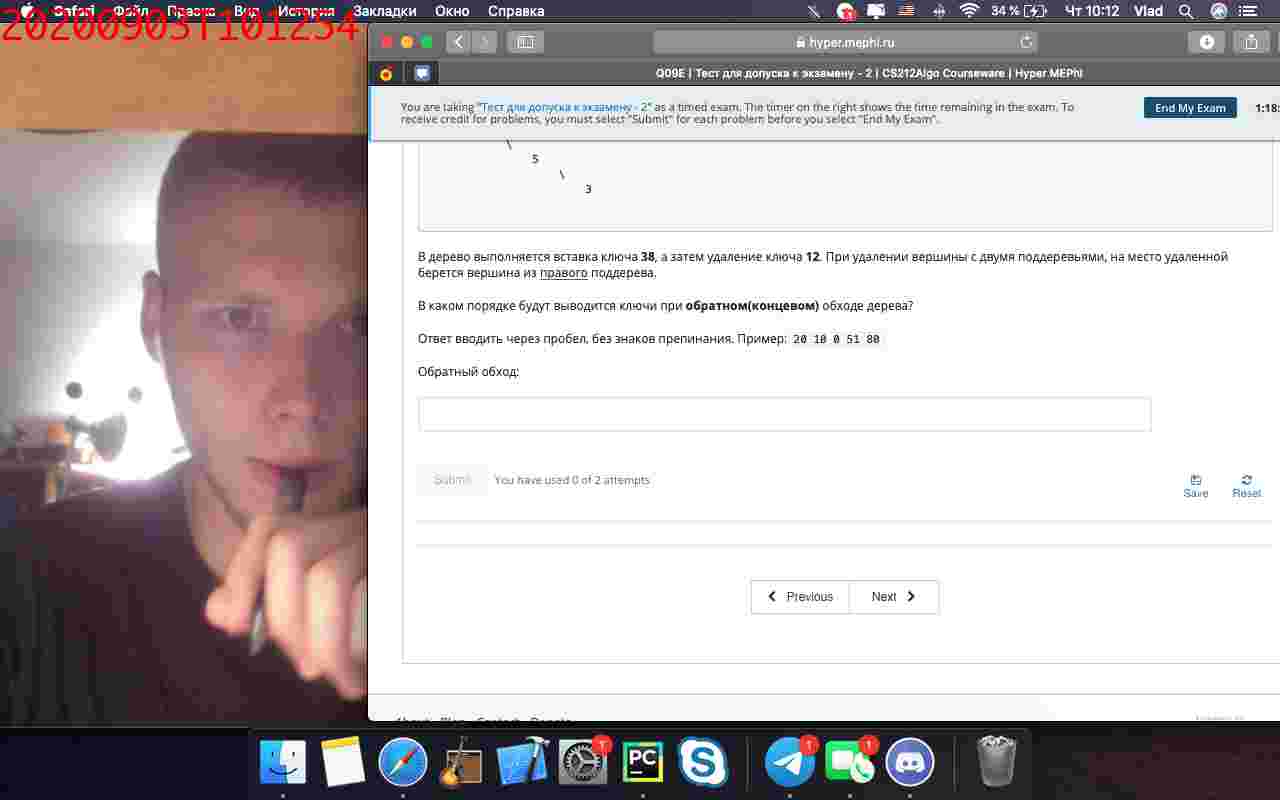 Safari Файл Правка Вид История Закладки Окно Справка 34 % Чт 10:12 Vlad
20200903T101254
hyper.mephi.ru
Q09E | Тест для допуска к экзамену - 2 | CS212Algo Courseware | Hyper.MEPhI
You are taking "Тест для допуска к экзамену - 2" as a timed exam. The timer on the right shows the time remaining in the exam. To
receive credit for problems, you must select "Submit" for each problem before you select "End My Exam".
End My Exam
1:18:
\
5
\
3
В дерево выполняется вставка ключа 38, а затем удаление ключа 12. При удалении вершины с двумя поддеревьями, на место удаленной
берется вершина из правого поддерева.
В каком порядке будут выводится ключи при обратном(концевом) обходе дерева?
Ответ вводить через пробел, без знаков препинания. Пример: 20 10 0 51 80
Обратный обход:
Submit You have used 0 of 2 attempts
Save Reset
Previous Next
PC
1
1
1